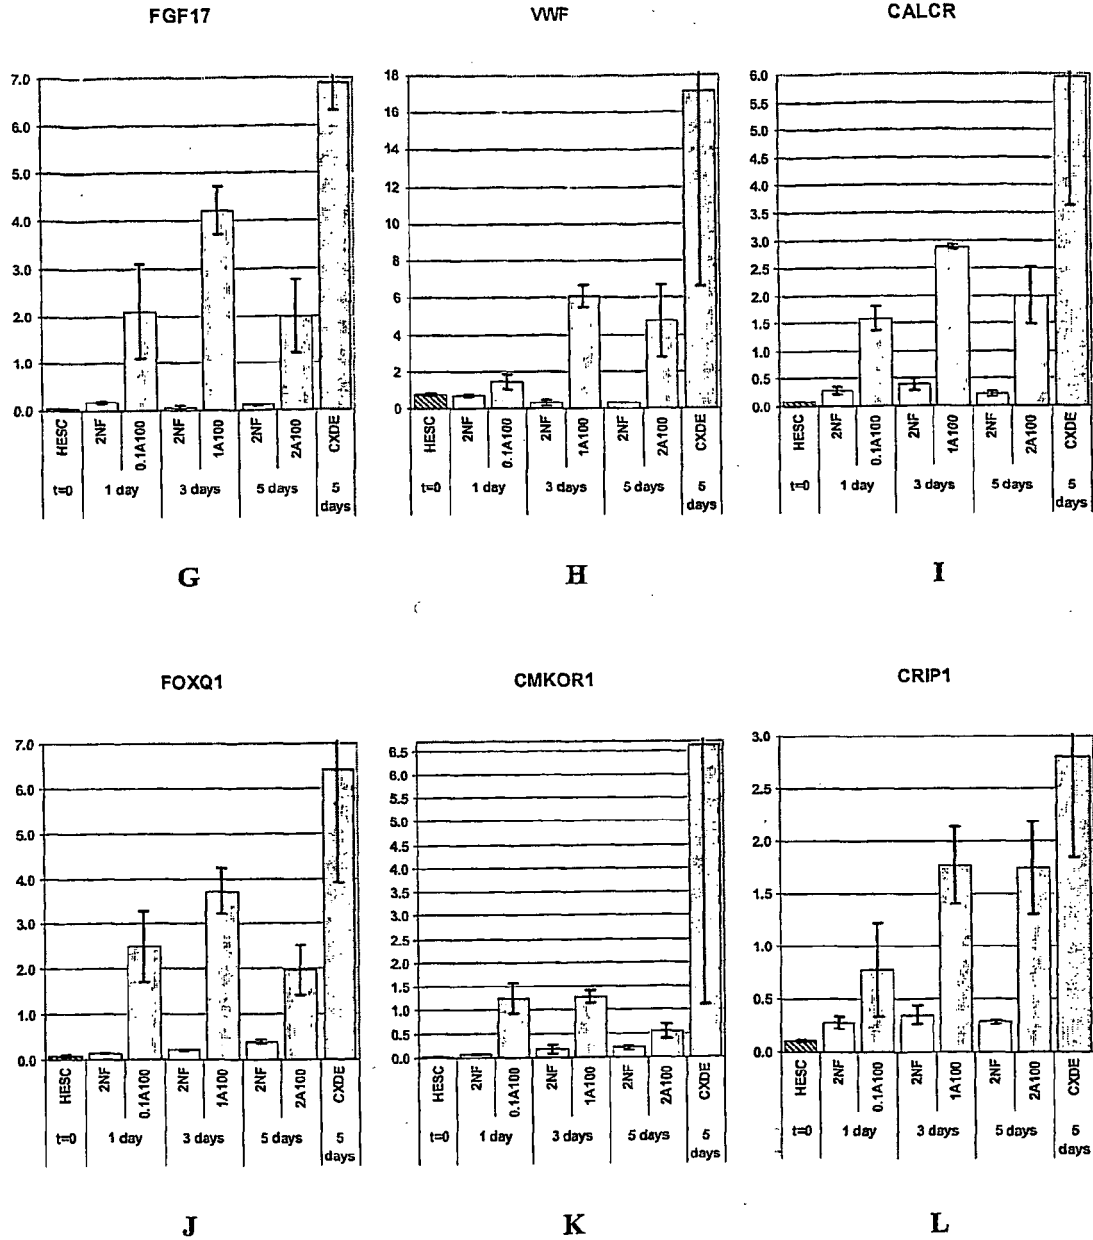 FGF17
7.0
6.0
5.0
4.0
3.0
2.0
1.0
0.0
HESC
2NF
0.1A100
2NF
1A100
2NF
2A100
CXDE
t=0
1 day
3 days
5 days
5 days
G
VWF
18
16
14
12
10
8
6
4
2
0
HESC
2NF
0.1A100
2NF
1A100
2NF
2A100
CXDE
t=0
1 day
3 days
5 days
5 days
H
CALCR
6.0
5.5
5.0
4.5
4.0
3.5
3.0
2.5
2.0
1.5
1.0
0.5
0.0
HESC
2NF
0.1A100
2NF
1A100
2NF
2A100
CXDE
t=0
1 day
3 days
5 days
5 days
I
FOXQ1
7.0
6.0
5.0
4.0
3.0
2.0
1.0
0.0
HESC
2NF
0.1A100
2NF
1A100
2NF
2A100
CXDE
t=0
1 day
3 days
5 days
5 days
J
CMKOR1
6.5
6.0
5.5
5.0
4.5
4.0
3.5
3.0
2.5
2.0
1.5
1.0
0.5
0.0
HESC
2NF
0.1A100
2NF
1A100
2NF
2A100
CXDE
t=0
1 day
3 days
5 days
5 days
K
CRIP1
3.0
2.5
2.0
1.5
1.0
0.5
0.0
HESC
2NF
0.1A100
2NF
1A100
2NF
2A100
CXDE
t=0
1 day
3 days
5 days
5 days
L